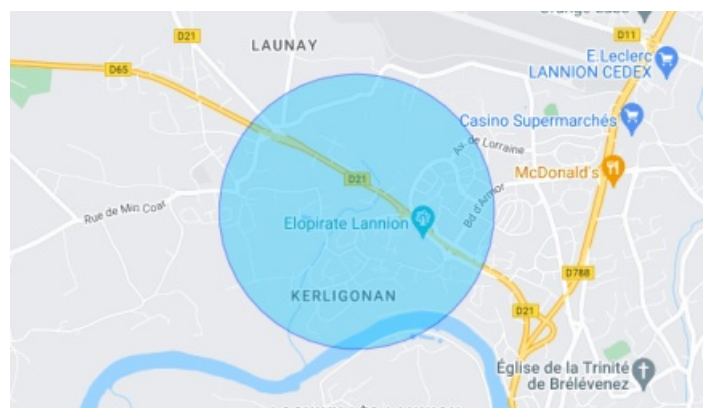 Orange Labs
D21
D11
LAUNAY
E.Leclerc
LANNION CEDEX
D65
Casino Supermarchés
Av. de Lorraine
McDonald's
D21
Rue de Min Coat
Bd d'Armor
Elopirate Lannion
D788
KERLIGONAN
D21
Église de la Trinité
de Brélévenez